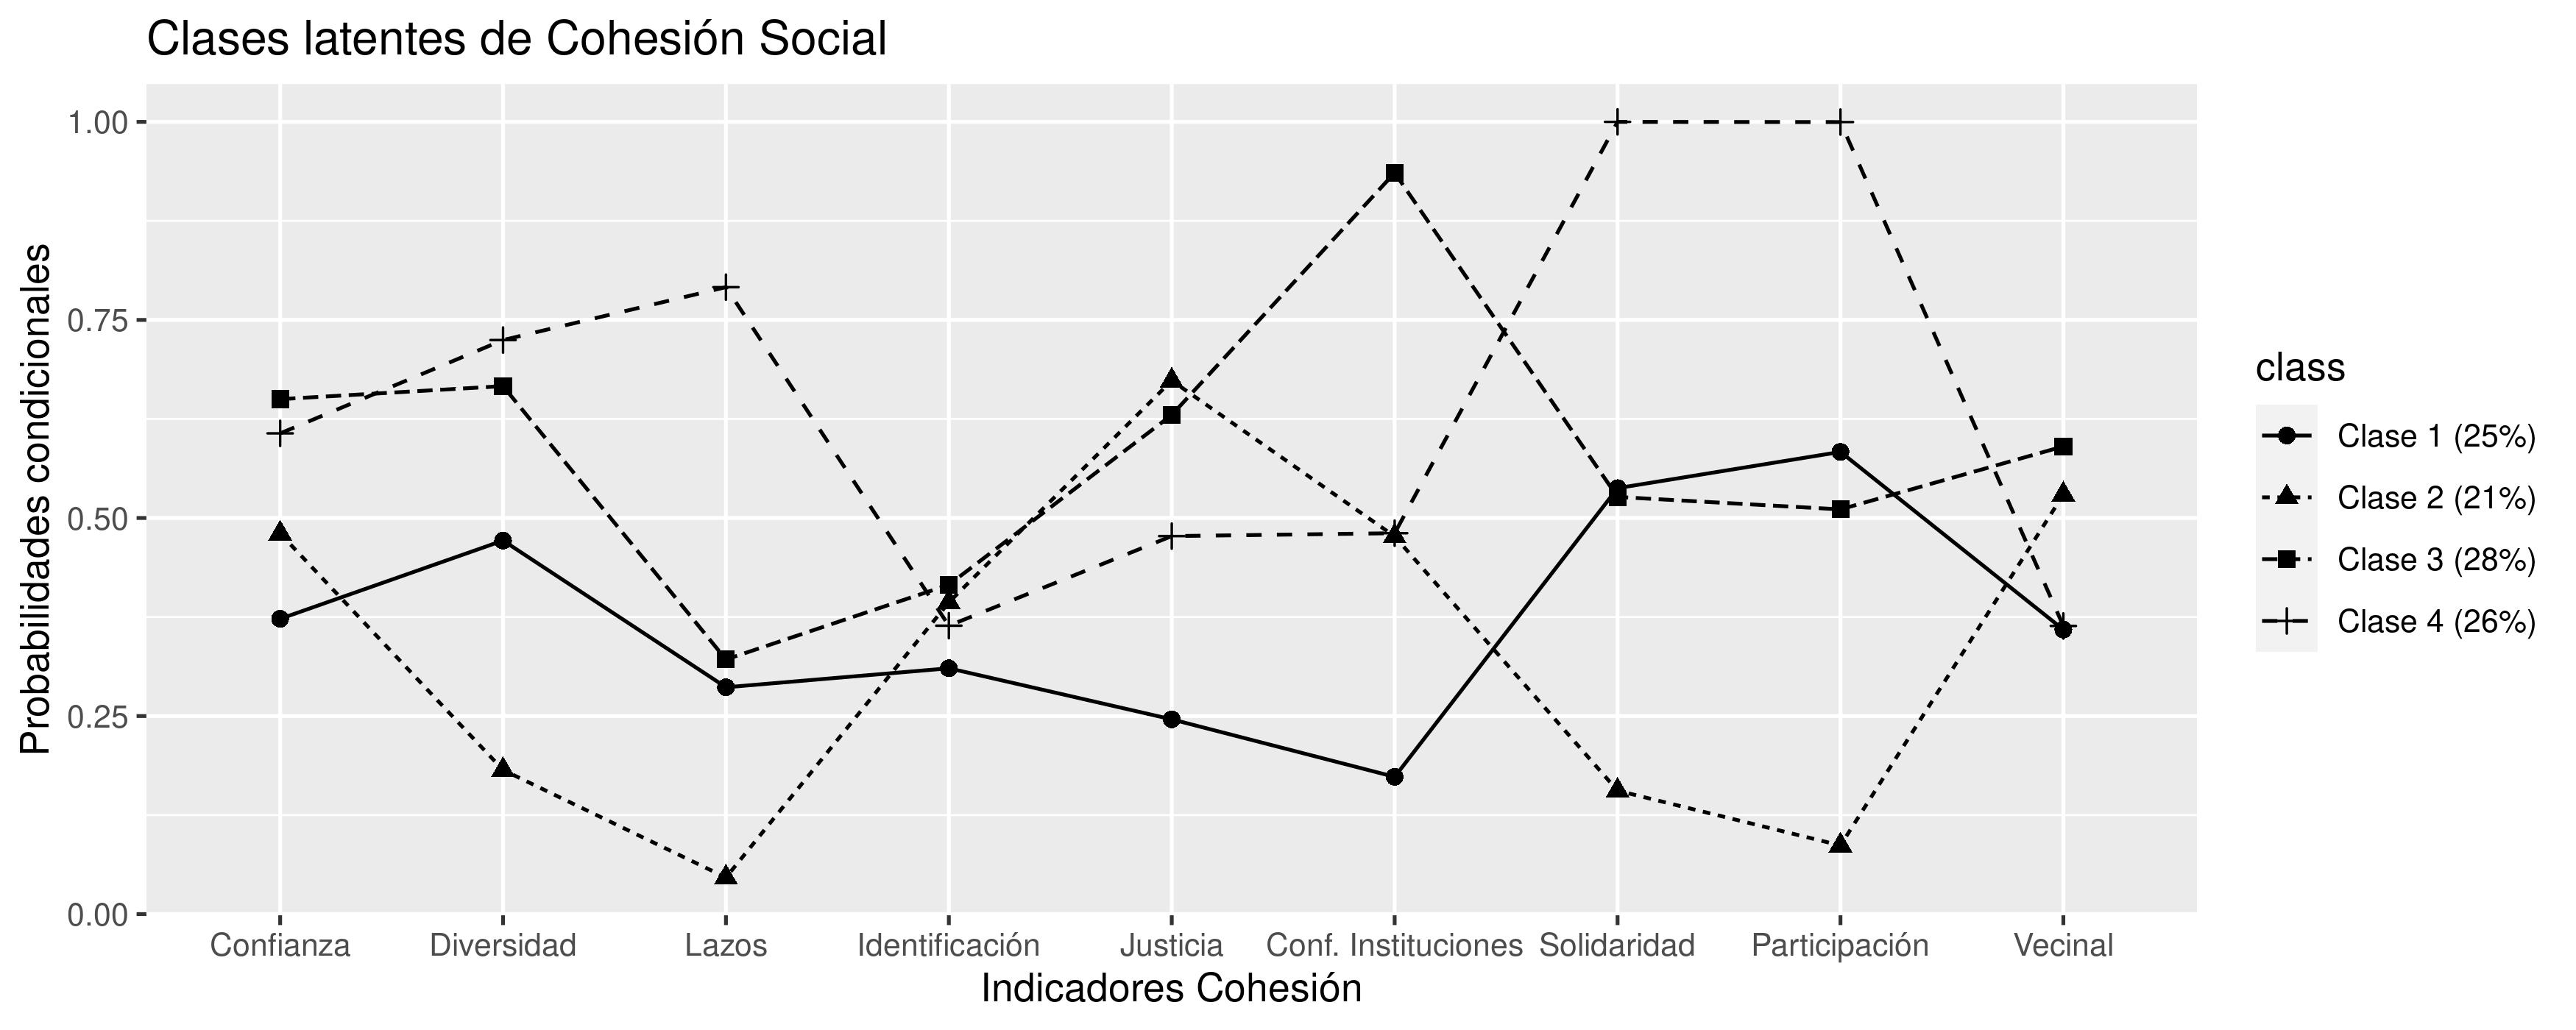 Clases latentes de Cohesión Social
Probabilidades condicionales
1.00
0.75
0.50
0.25
0.00
Confianza
Diversidad
Lazos
Identificación
Justicia
Conf. Instituciones
Solidaridad
Participación
Vecinal
Indicadores Cohesión
class
Clase 1 (25%)
Clase 2 (21%)
Clase 3 (28%)
Clase 4 (26%)